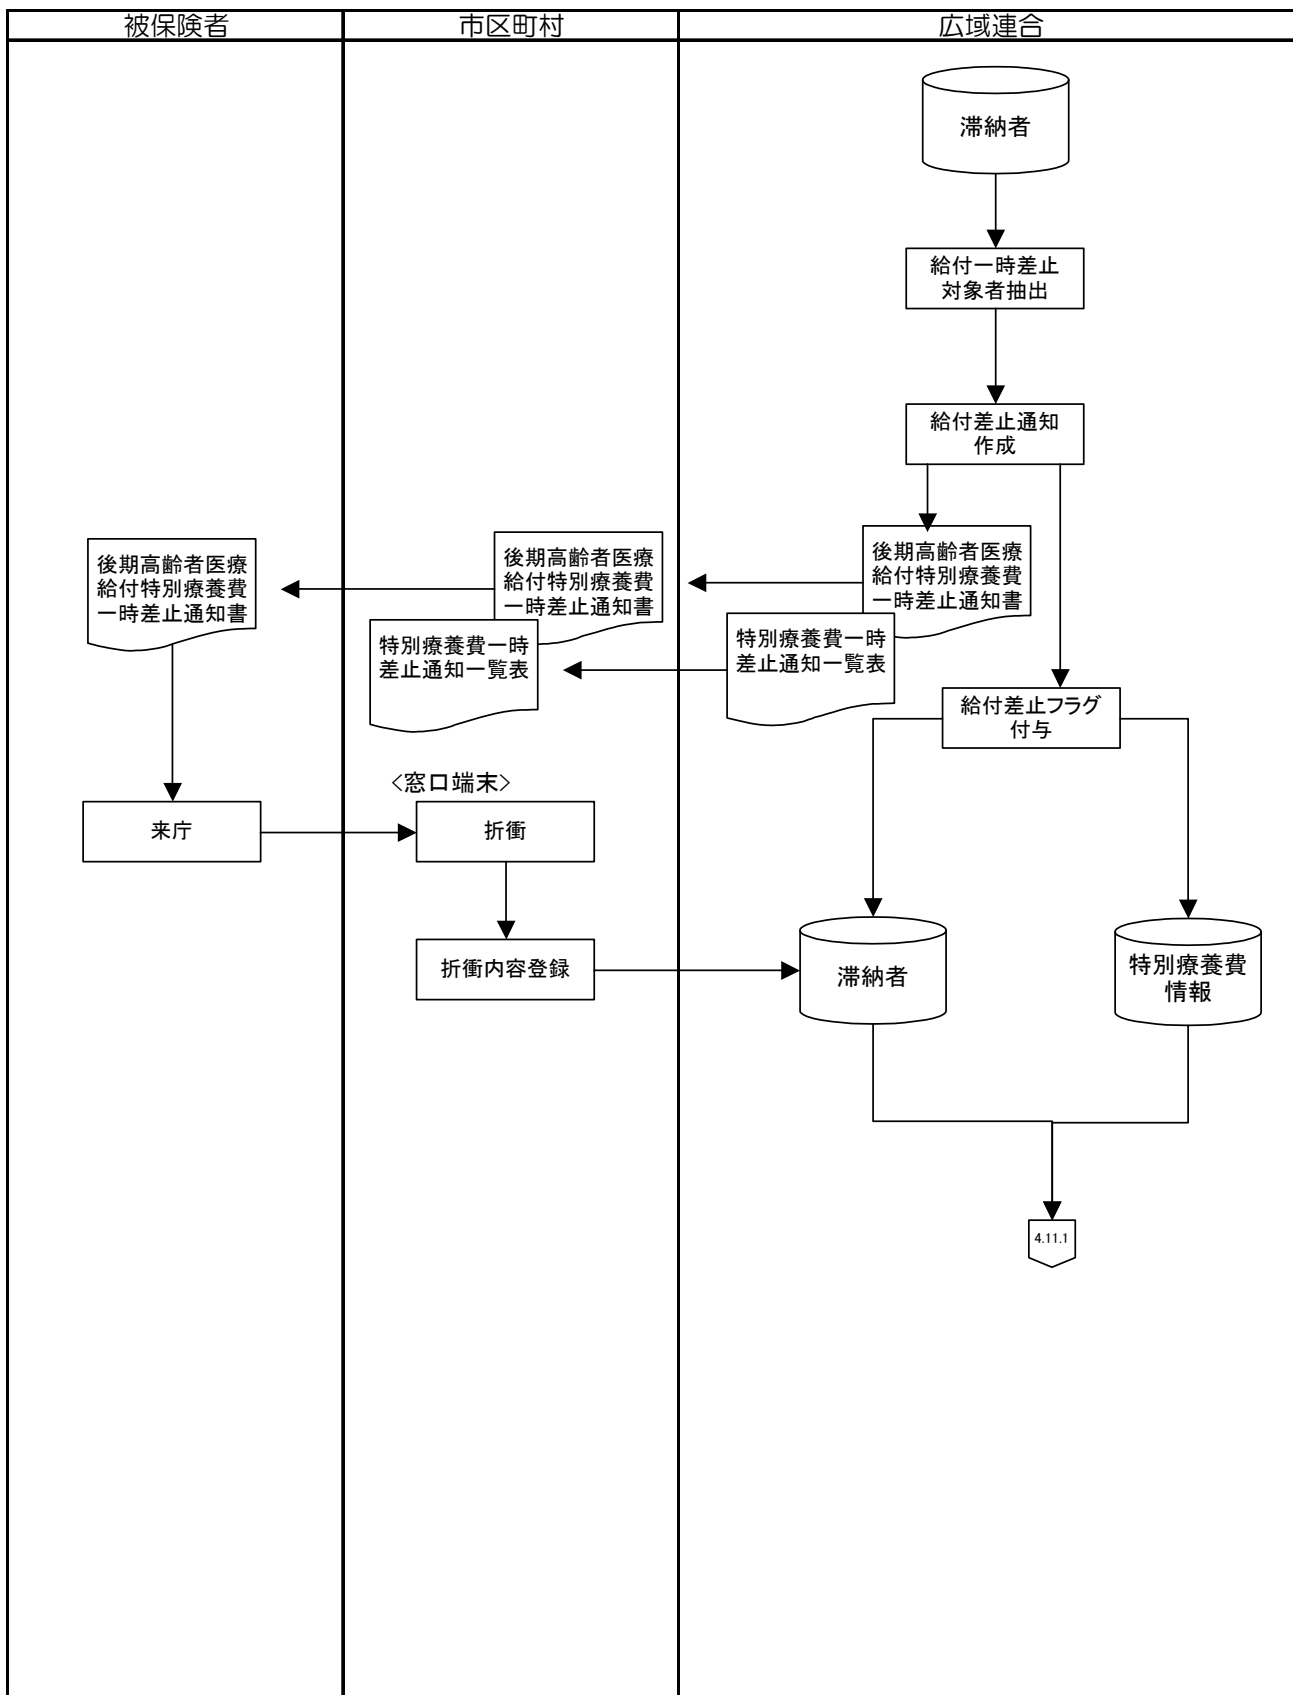 被保険者
市区町村
広域連合
滞納者
給付一時差止
対象者抽出
給付差止通知
作成
後期高齢者医療
給付特別療養費
一時差止通知書
後期高齢者医療
給付特別療養費
一時差止通知書
後期高齢者医療
給付特別療養費
一時差止通知書
特別療養費一時
差止通知一覧表
特別療養費一時
差止通知一覧表
給付差止フラグ
付与
<窓口端末>
来庁
折衝
折衝内容登録
滞納者
特別療養費
情報
4.11.1